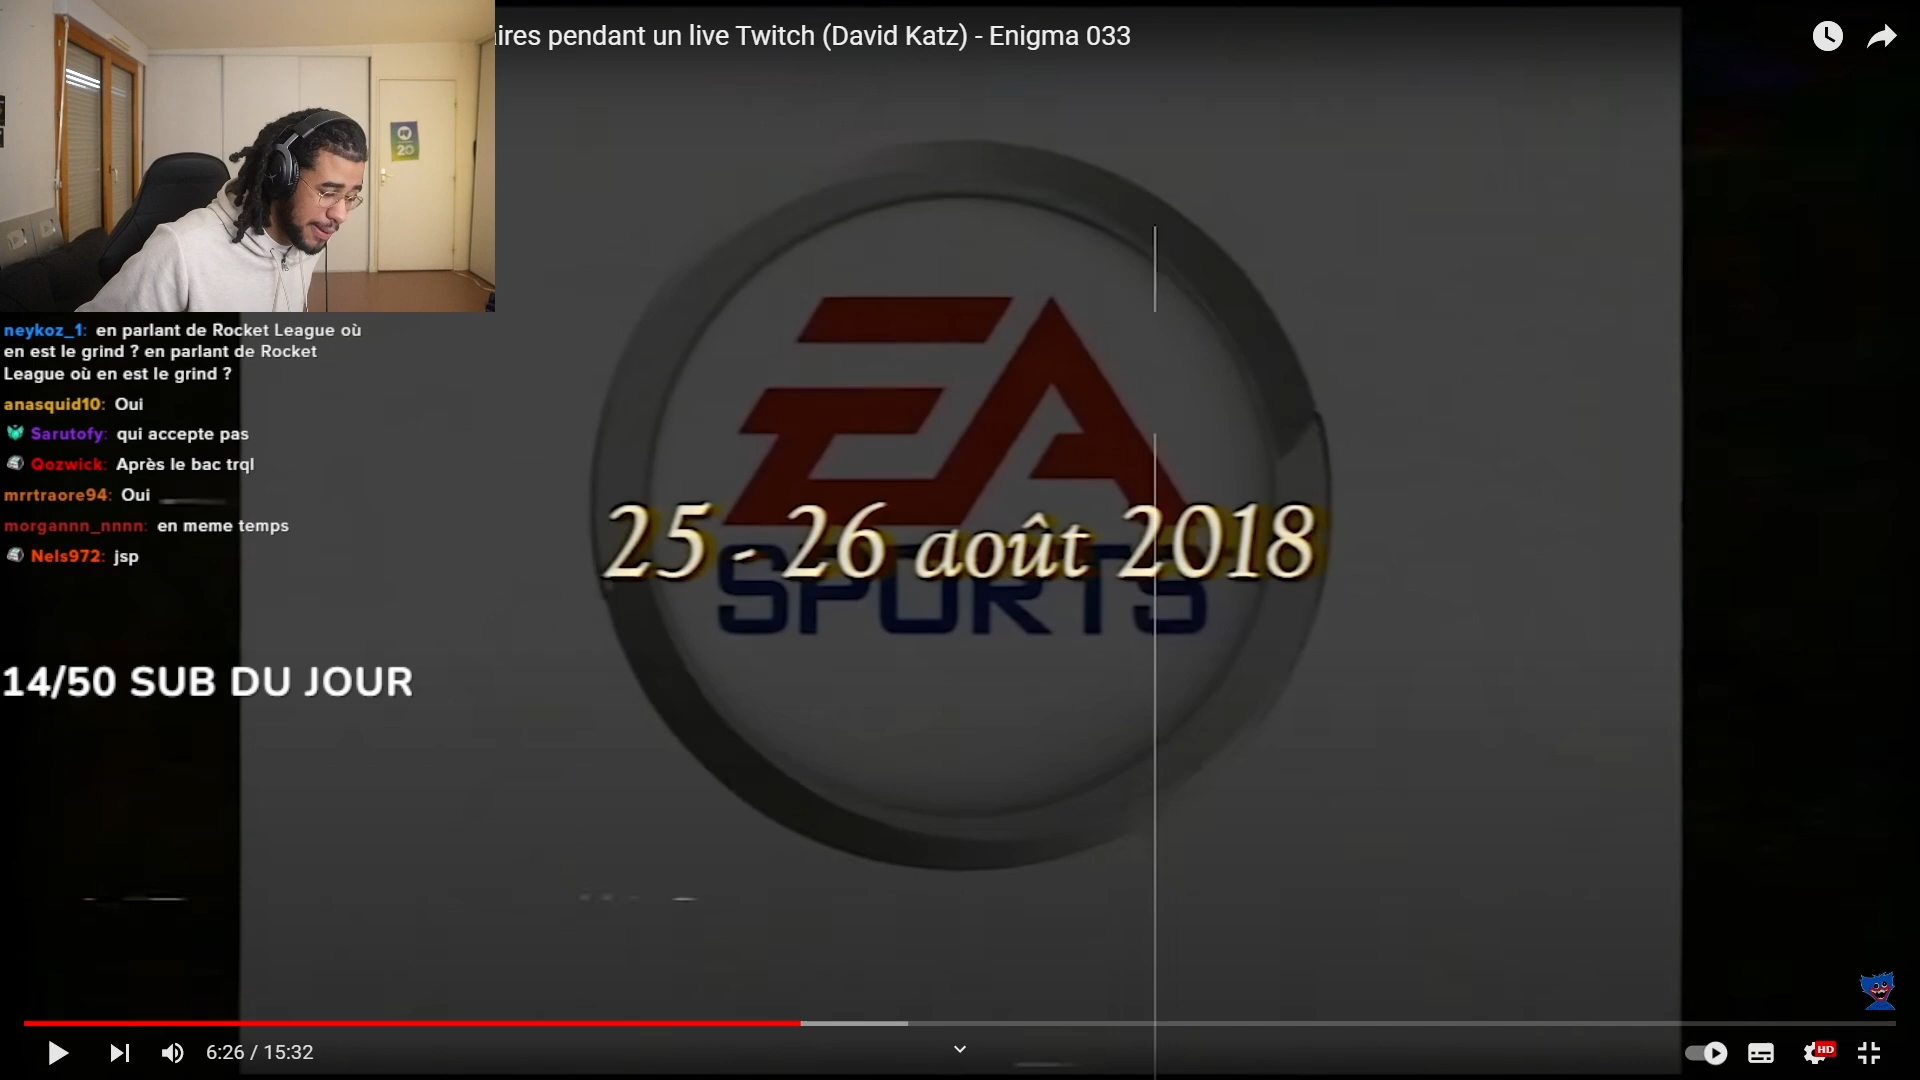 ires pendant un live Twitch (David Katz) - Enigma 033
20
neykoz_1: en parlant de Rocket League où
en est le grind ? en parlant de Rocket
League où en est le grind ?
anasquid10: Oui
Sarutofy: qui accepte pas
Qozwick: Après le bac trql
mrrtraore94: Oui
morgannn_nnnn: en meme temps
Nels972: jsp
EA
25 - 26 août 2018
SPORTS
14/50 SUB DU JOUR
6:26 / 15:32
HD